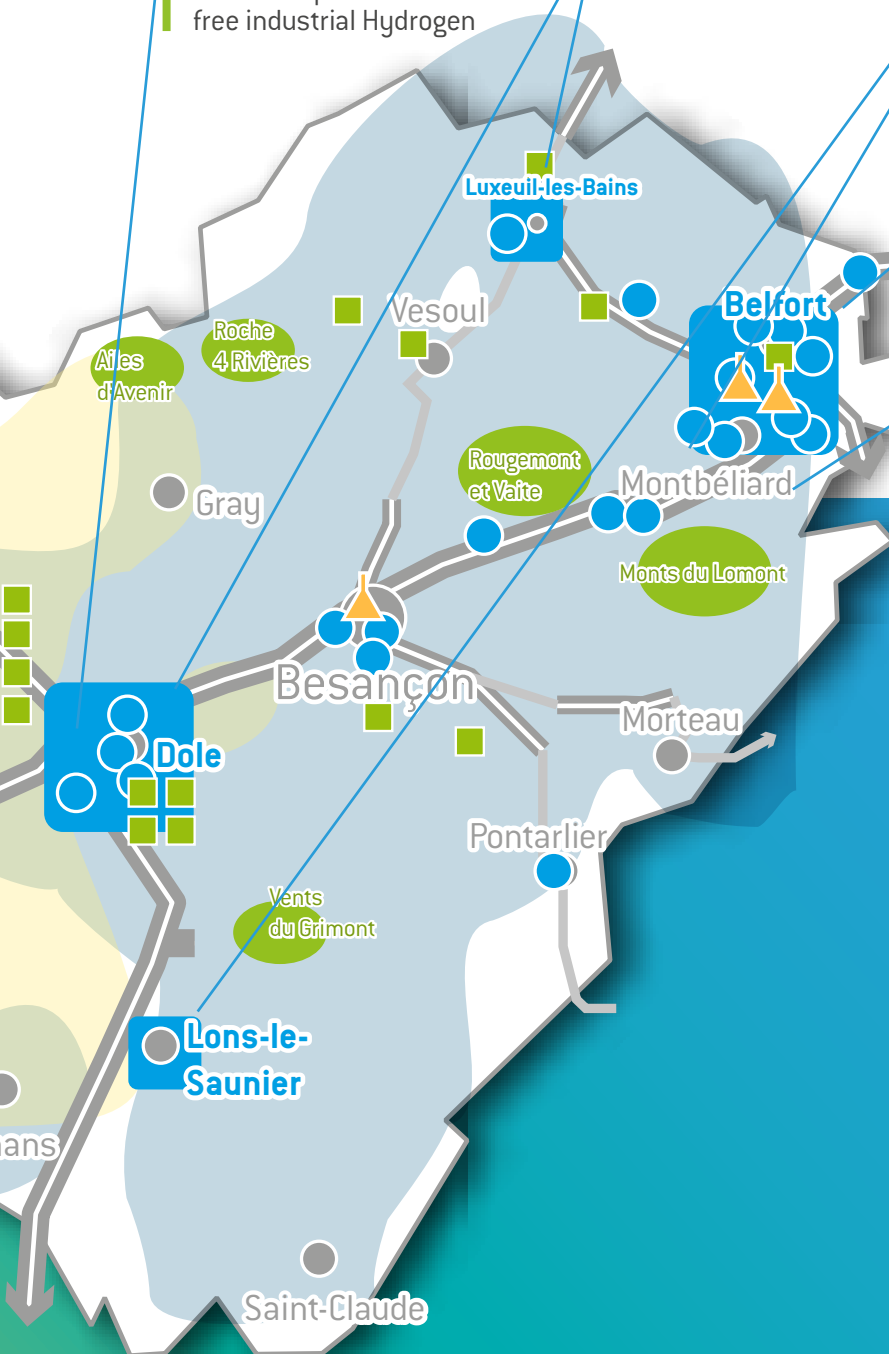 free industrial Hydrogen
Luxeuil-les-Bains
Belfort
Vesoul
Roche
4 Rivières
Ailes
d'Avenir
Rougemont
et Vaite
Montbéliard
Gray
Monts du Lomont
Besançon
Morteau
Dole
Pontarlier
Vents
du Grimont
Lons-le-
Saunier
Saint-Claude